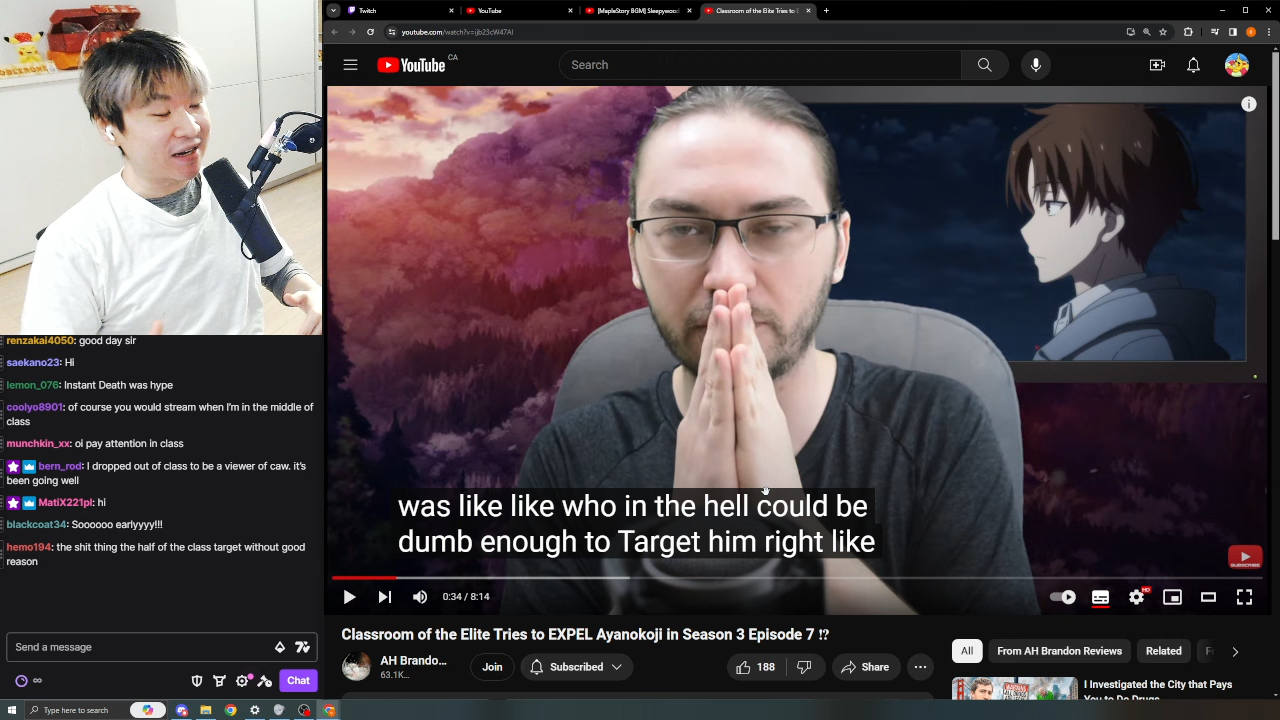 Twitch
YouTube
[MapleStory BGM] Sleepywood
Classroom of the Elite Tries to E
youtube.com/watch?v=ijb23cW47AI
YouTube CA
Search
was like like who in the hell could be
dumb enough to Target him right like
SUBSCRIBE
HD
0:34 / 8:14
Classroom of the Elite Tries to EXPEL Ayanokoji in Season 3 Episode 7 !?
AH Brando...
63.1K...
Join
Subscribed
188
Share
All
From AH Brandon Reviews
Related
I Investigated the City that Pays
You to Do Drugs
renzakai4050: good day sir
saekano23: Hi
lemon_076: Instant Death was hype
coolyo8901: of course you would stream when I'm in the middle of
class
munchkin_xx: oi pay attention in class
bern_rod: I dropped out of class to be a viewer of caw. it's
been going well
MatiX221pl: hi
blackcoat34: Soooooo earlyyyy!!!
hemo194: the shit thing the half of the class target without good
reason
Send a message
∞
Chat
Type here to search